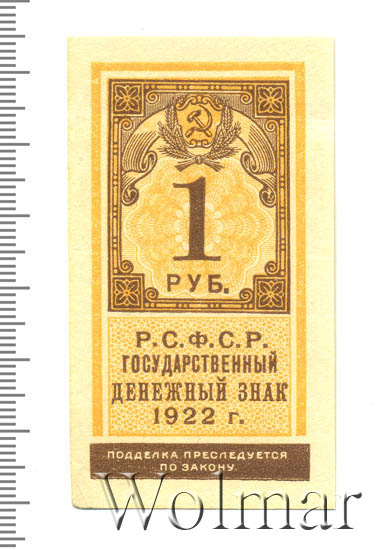 1
РУБ.
Р.С.Ф.С.Р.
ГОСУДАРСТВЕННЫЙ
ДЕНЕЖНЫЙ ЗНАК
1922 г.
ПОДДЕЛКА ПРЕСЛЕДУЕТСЯ
ПО ЗАКОНУ.
Wolmar